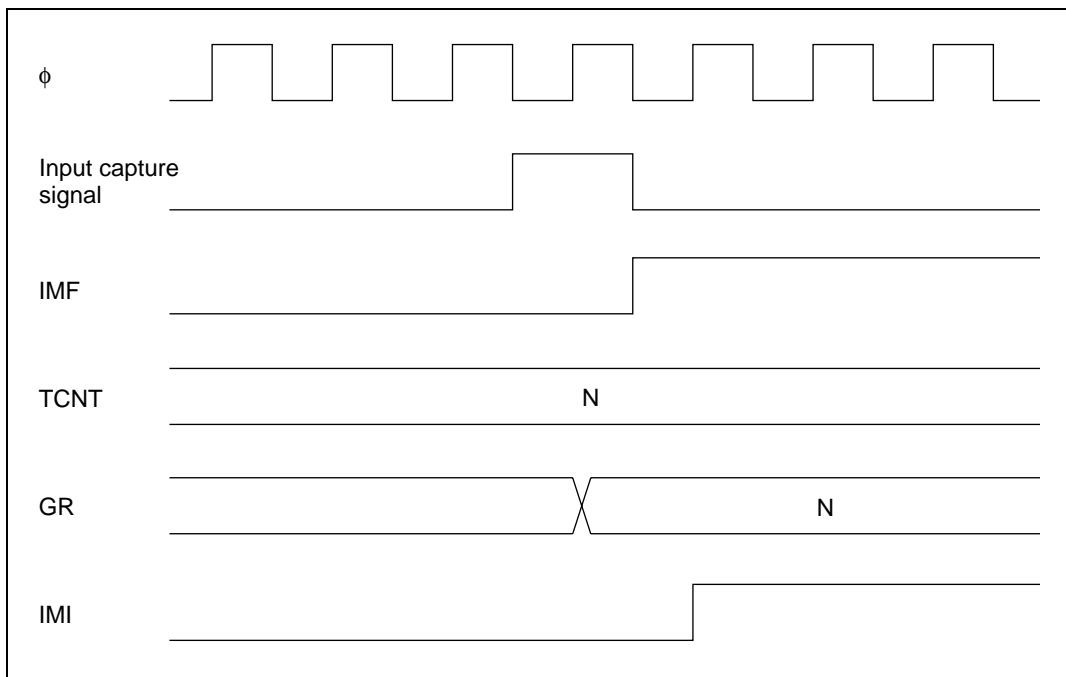 ϕ
Input capture
signal
IMF
TCNT
N
GR
N
IMI